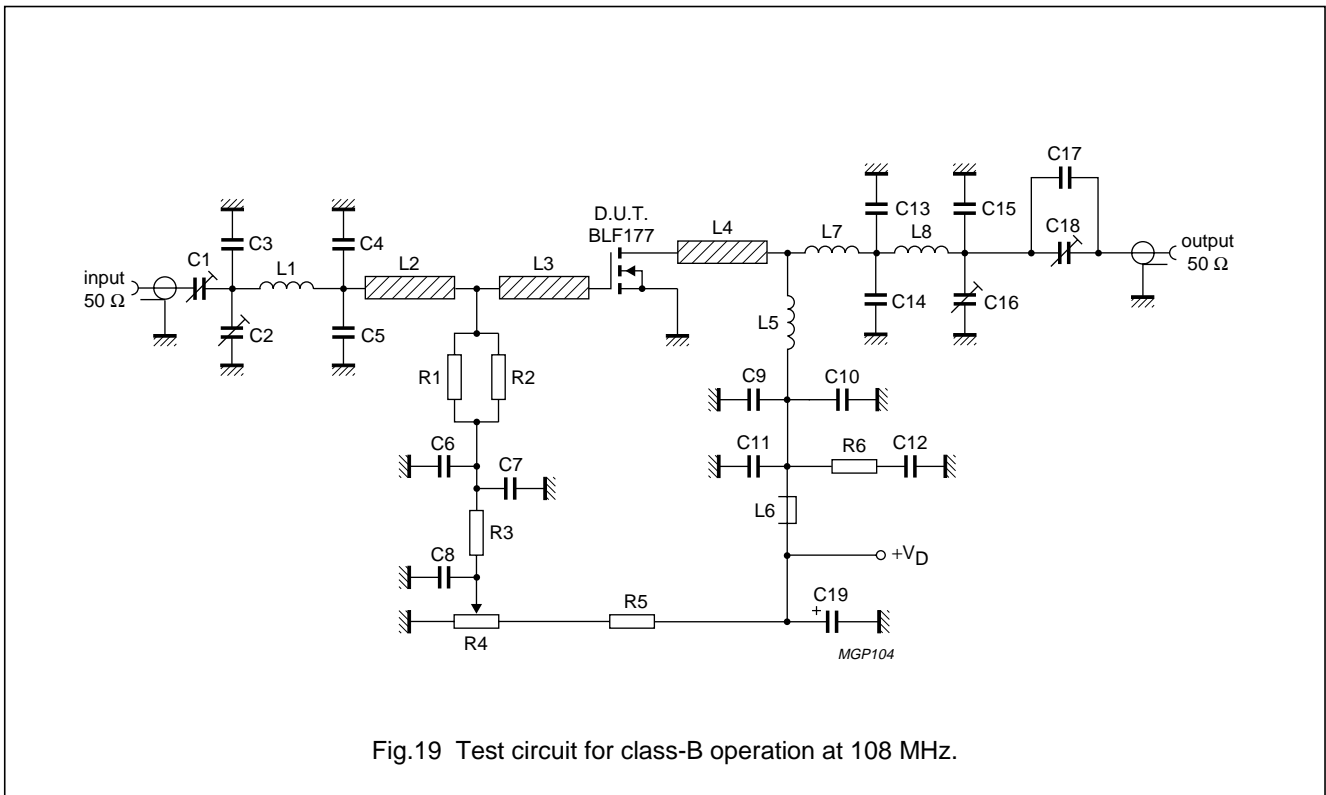 C17
D.U.T.
BLF177
L4
C13
L7
C15
L8
C18
output
50 Ω
C3
C4
input
50 Ω
C1
L1
L2
L3
C2
C5
C14
C16
L5
R1
R2
C9
C10
C6
C7
C11
R6
C12
L6
R3
+VD
C8
R4
R5
C19
+
MGP104
Fig.19 Test circuit for class-B operation at 108 MHz.